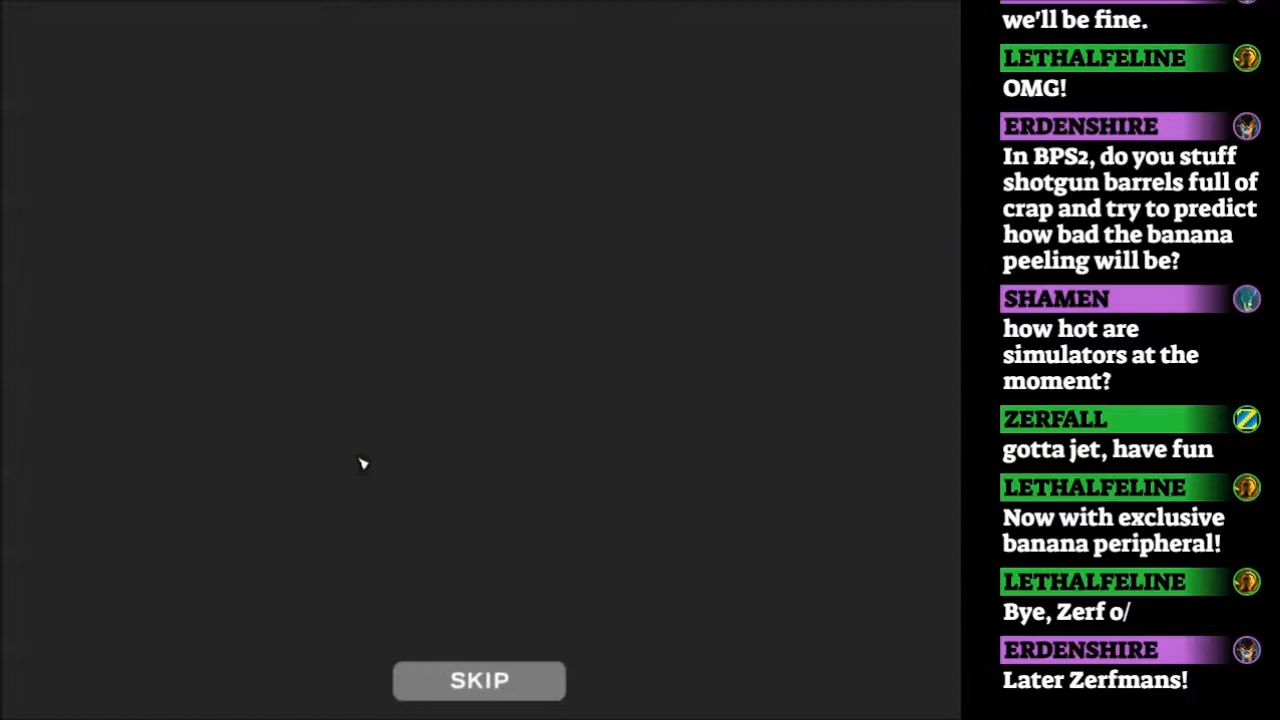 we'll be fine.
LETHALFELINE
OMG!
ERDENSHIRE
In BPS2, do you stuff
shotgun barrels full of
crap and try to predict
how bad the banana
peeling will be?
SHAMEN
how hot are
simulators at the
moment?
ZERFALL
gotta jet, have fun
LETHALFELINE
Now with exclusive
banana peripheral!
LETHALFELINE
Bye, Zerf o/
ERDENSHIRE
Later Zerfmans!
SKIP